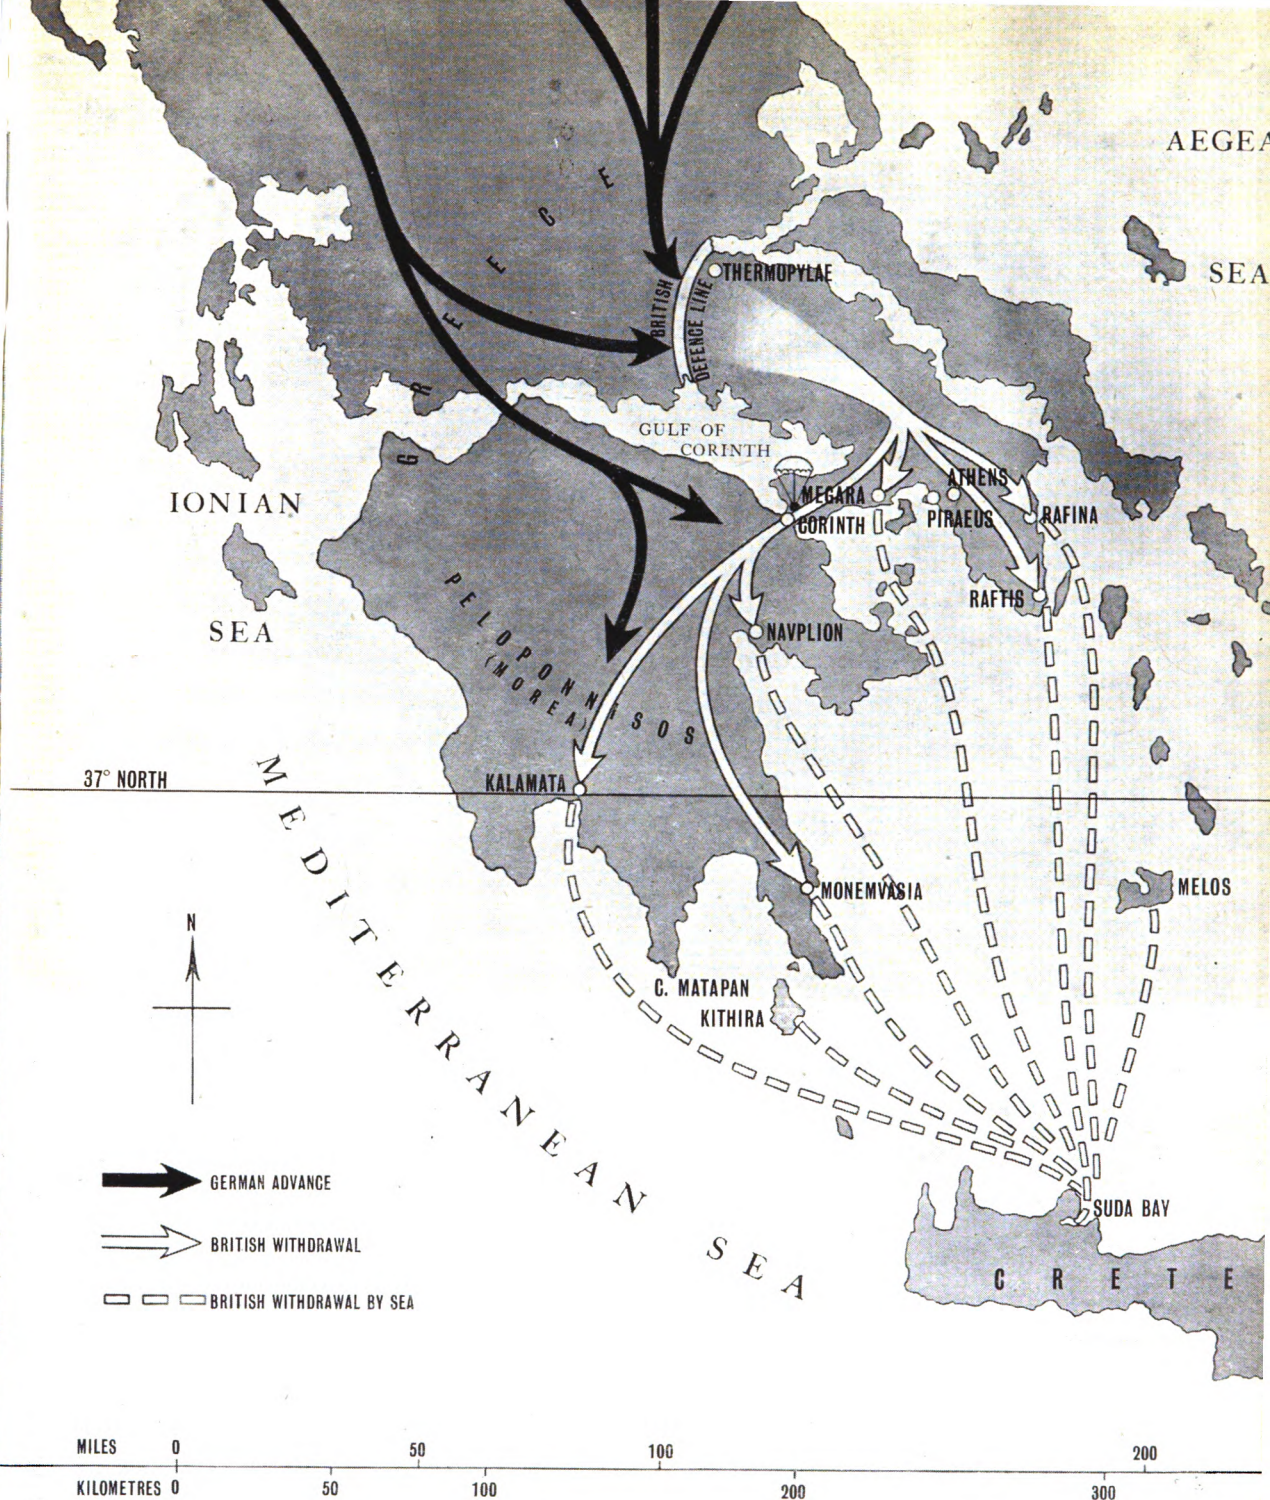 AEGEA
SEA
GREECE
THERMOPYLAE
BRITISH
DEFENCE LINE
GULF OF
CORINTH
IONIAN
SEA
MEGARA
CORINTH
ATHENS
PIRAEUS
RAFINA
RAFTIS
NAVPLION
PELOPONNISOS
(MOREA)
37° NORTH
KALAMATA
MONEMVASIA
MELOS
MEDITERRANEAN SEA
N
C. MATAPAN
KITHIRA
SUDA BAY
CRETE
GERMAN ADVANCE
BRITISH WITHDRAWAL
BRITISH WITHDRAWAL BY SEA
MILES 0 50 100 200
KILOMETRES 0 50 100 200 300